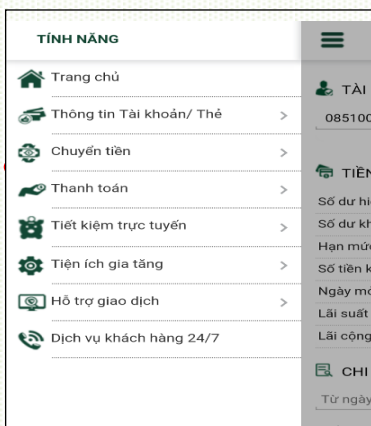 TÍNH NĂNG
Trang chủ
Thông tin Tài khoản/ Thẻ
Chuyển tiền
Thanh toán
Tiết kiệm trực tuyến
Tiện ích gia tăng
Hỗ trợ giao dịch
Dịch vụ khách hàng 24/7
TÀI
085100
TIỀN
Số dư hi
Số dư kh
Hạn mức
Số tiền k
Ngày mở
Lãi suất
Lãi cộng
CHI
Từ ngày